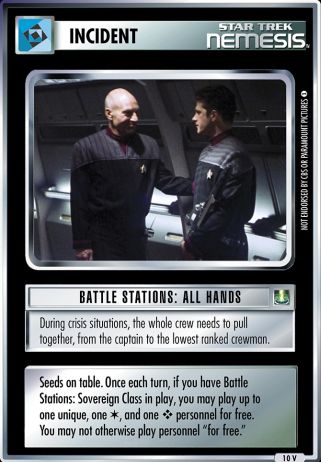 INCIDENT
STAR TREK
NEMESIS™
NOT ENDORSED BY CBS OR PARAMOUNT PICTURES
BATTLE STATIONS: ALL HANDS
During crisis situations, the whole crew needs to pull
together, from the captain to the lowest ranked crewman.
Seeds on table. Once each turn, if you have Battle
Stations: Sovereign Class in play, you may play up to
one unique, one ✶, and one ❖ personnel for free.
You may not otherwise play personnel “for free.”
10 V